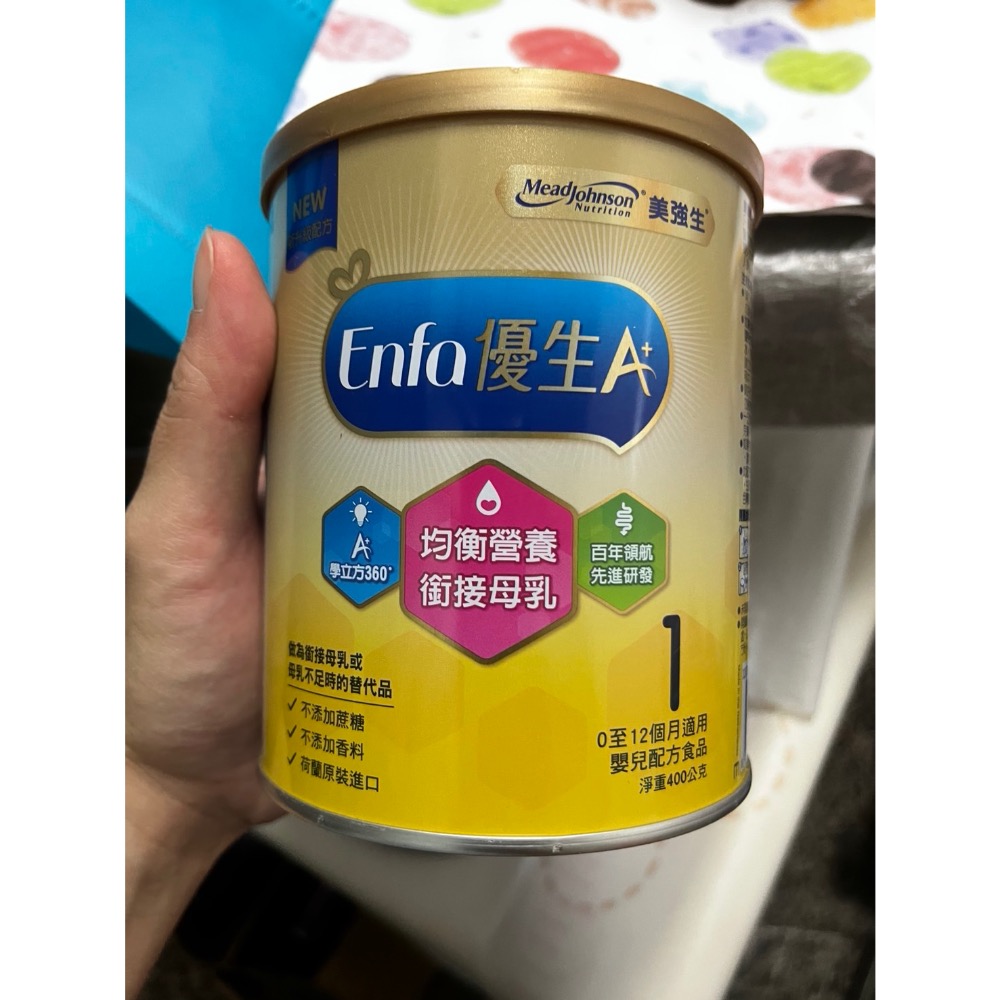 NEW
MeadJohnson
Nutrition
美強生
Enfa優生A+
A+
學立方360°
均衡營養
銜接母乳
百年領航
先進研發
做為銜接母乳或
母乳不足時的替代品
✓ 不添加蔗糖
✓ 不添加香料
✓ 荷蘭原裝進口
1
0至12個月適用
嬰兒配方食品
淨重400公克